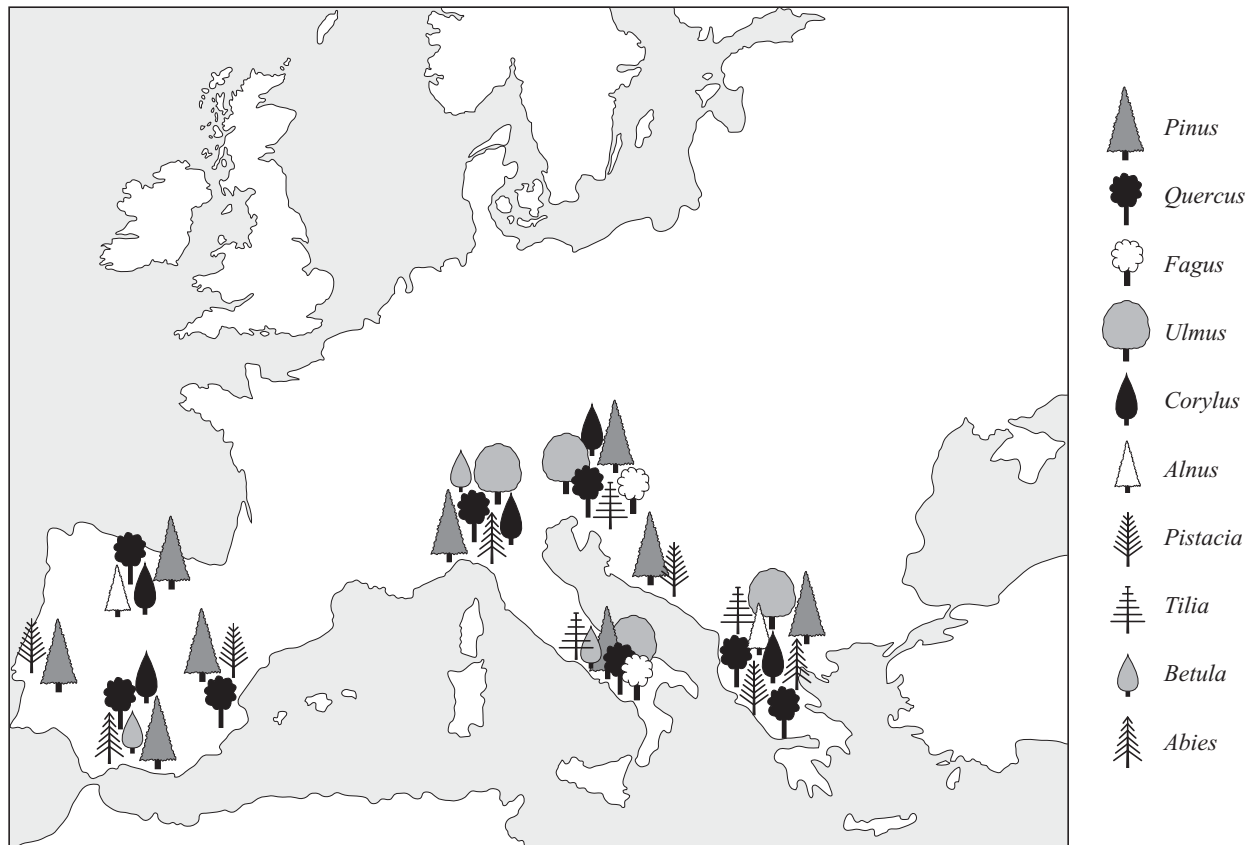 Pinus
Quercus
Fagus
Ulmus
Corylus
Alnus
Pistacia
Tilia
Betula
Abies